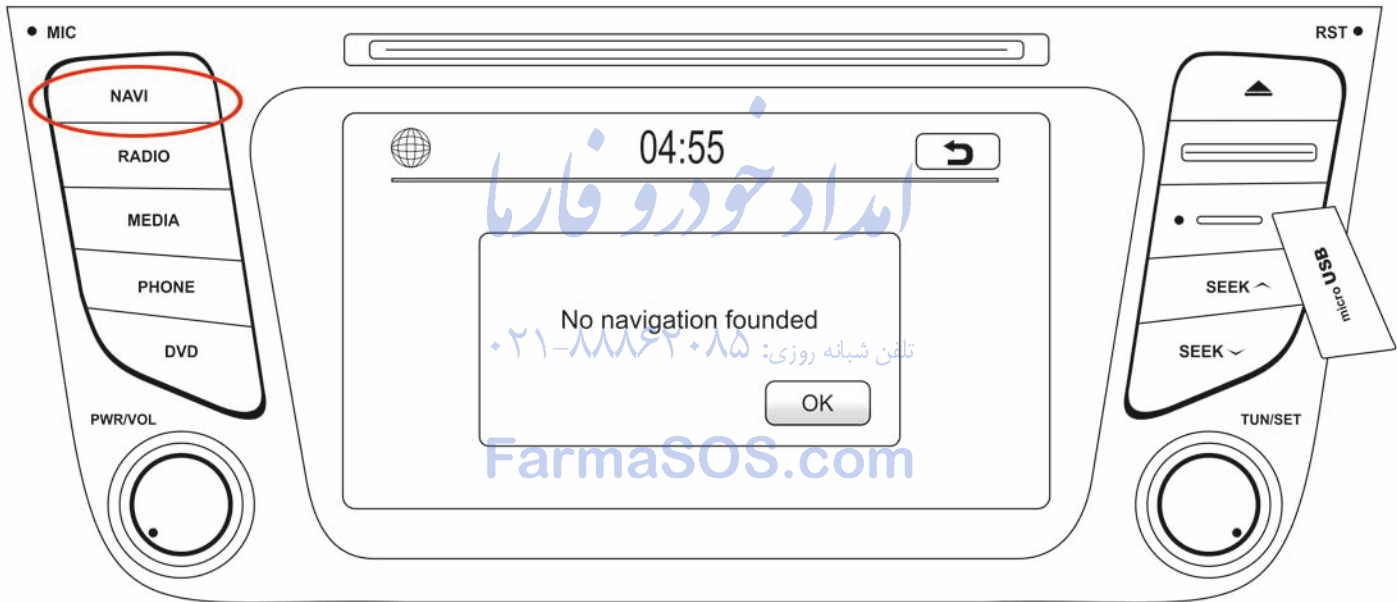 MIC
RST
NAVI
RADIO
MEDIA
PHONE
DVD
PWR/VOL
04:55
امداد خودرو فارما
No navigation founded
تلفن شبانه روزی: ۰۲۱-۸۸۸۶۲۰۸۵
OK
FarmaSOS.com
SEEK
SEEK
micro USB
TUN/SET